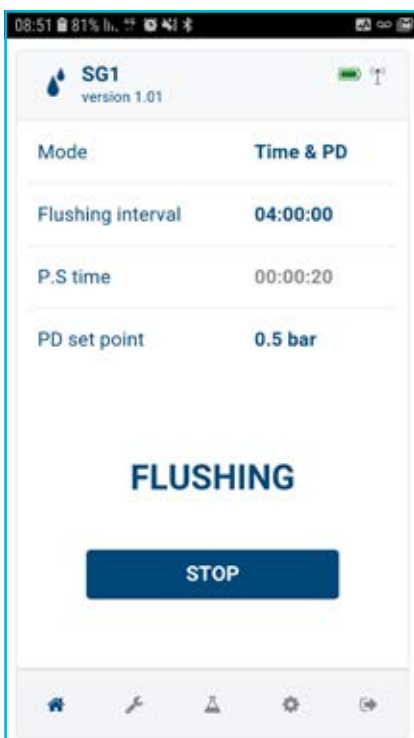 08:51 81%
SG1
version 1.01
Mode Time & PD
Flushing interval 04:00:00
P.S time 00:00:20
PD set point 0.5 bar
FLUSHING
STOP